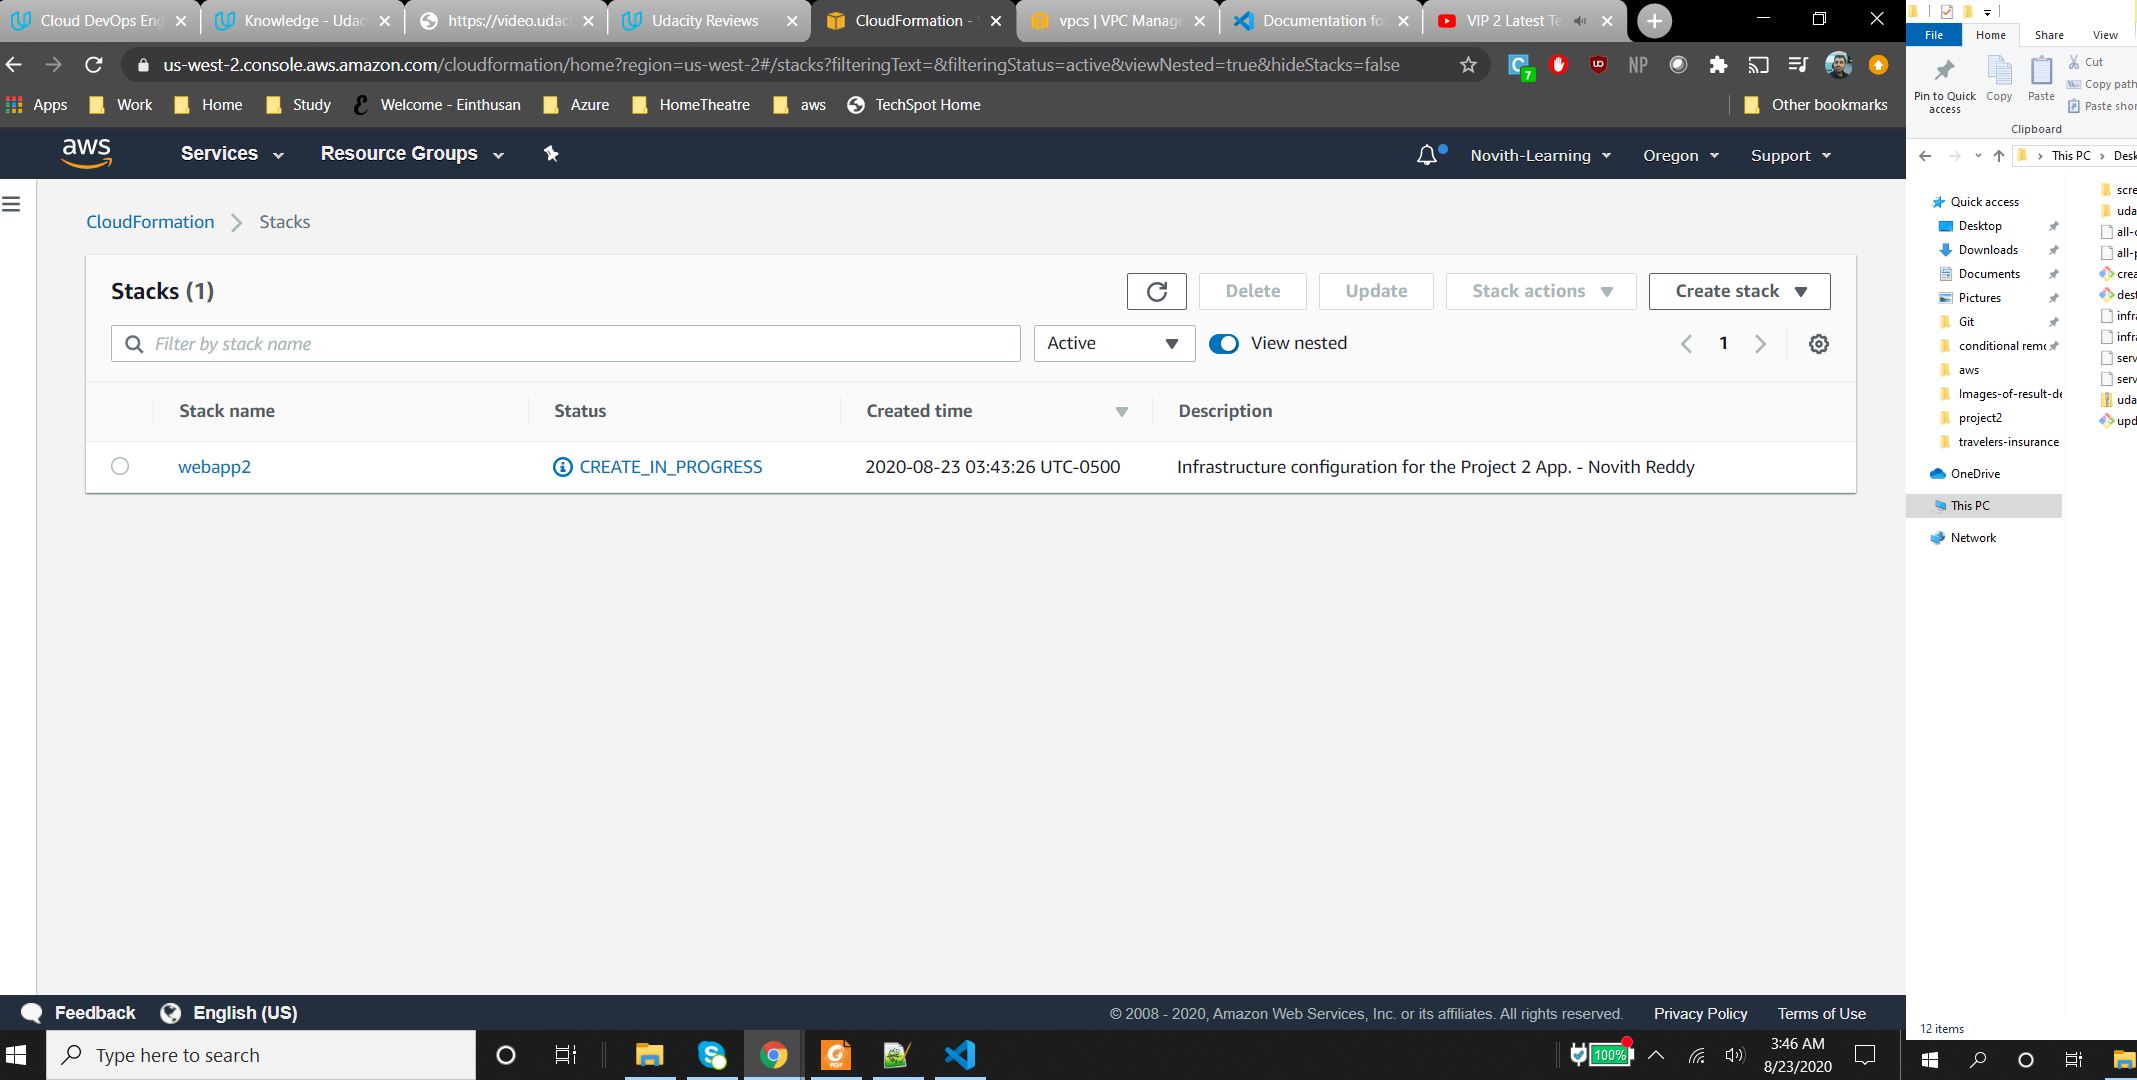 Cloud DevOps Eng
Knowledge - Udac
https://video.udac
Udacity Reviews
CloudFormation - S
vpcs | VPC Manage
Documentation fo
VIP 2 Latest Te
us-west-2.console.aws.amazon.com/cloudformation/home?region=us-west-2#/stacks?filteringText=&filteringStatus=active&viewNested=true&hideStacks=false
7
NP
Apps
Work
Home
Study
Welcome - Einthusan
Azure
HomeTheatre
aws
TechSpot Home
Other bookmarks
aws
Services
Resource Groups
Novith-Learning
Oregon
Support
CloudFormation
Stacks
Stacks (1)
Delete
Update
Stack actions
Create stack
Filter by stack name
Active
View nested
1
Stack name
Status
Created time
Description
webapp2
CREATE_IN_PROGRESS
2020-08-23 03:43:26 UTC-0500
Infrastructure configuration for the Project 2 App. - Novith Reddy
Feedback
English (US)
© 2008 - 2020, Amazon Web Services, Inc. or its affiliates. All rights reserved.
Privacy Policy
Terms of Use
Type here to search
100%
3:46 AM
8/23/2020
File
Home
Share
View
Pin to Quick
access
Copy
Paste
Cut
Copy path
Paste shor
Clipboard
This PC
Desk
Quick access
Desktop
Downloads
Documents
Pictures
Git
conditional remo
aws
Images-of-result-de
project2
travelers-insurance
OneDrive
This PC
Network
scre
uda
all-
all-p
crea
dest
infra
infra
serv
serv
uda
upd
12 items